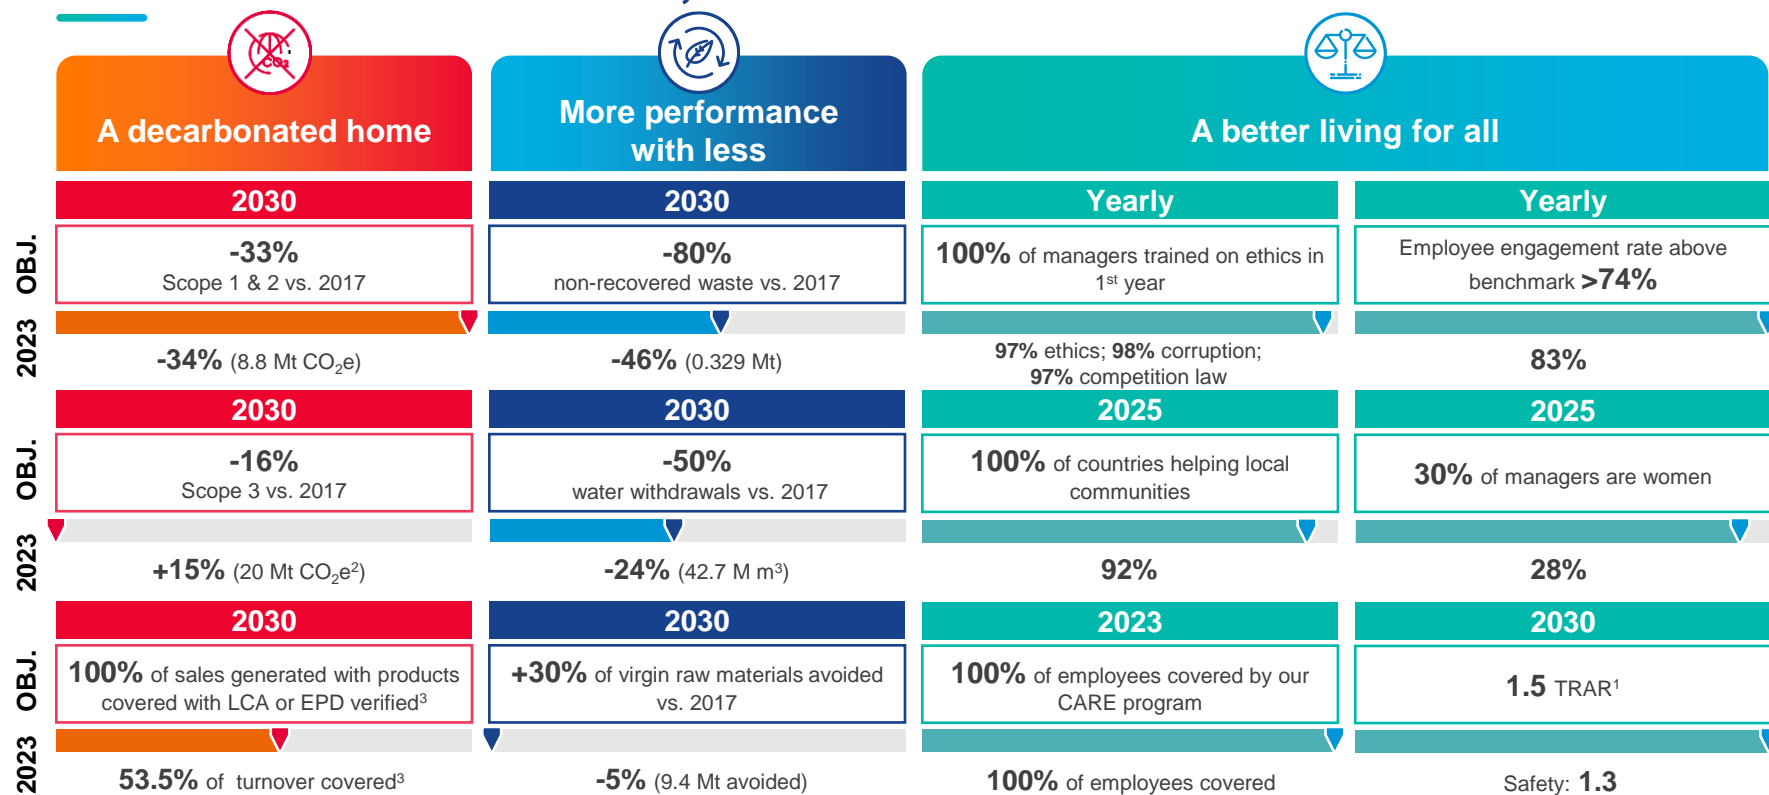 CO2
A decarbonated home
More performance
with less
A better living for all
2030
2030
Yearly
Yearly
OBJ.
-33%
Scope 1 & 2 vs. 2017
-80%
non-recovered waste vs. 2017
100% of managers trained on ethics in
1st year
Employee engagement rate above
benchmark >74%
2023
-34% (8.8 Mt CO2e)
-46% (0.329 Mt)
97% ethics; 98% corruption;
97% competition law
83%
2030
2030
2025
2025
OBJ.
-16%
Scope 3 vs. 2017
-50%
water withdrawals vs. 2017
100% of countries helping local
communities
30% of managers are women
2023
+15% (20 Mt CO2e2)
-24% (42.7 M m3)
92%
28%
2030
2030
2023
2030
OBJ.
100% of sales generated with products
covered with LCA or EPD verified3
+30% of virgin raw materials avoided
vs. 2017
100% of employees covered by our
CARE program
1.5 TRAR1
2023
53.5% of turnover covered3
-5% (9.4 Mt avoided)
100% of employees covered
Safety: 1.3